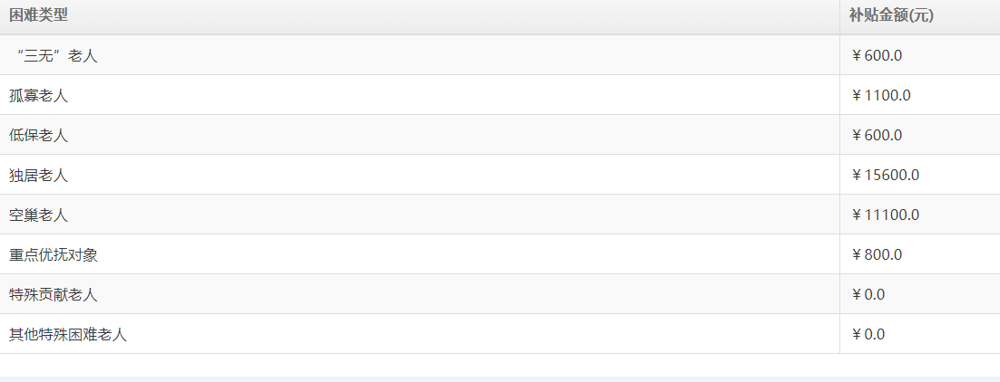 困难类型 补贴金额(元)
“三无”老人 ￥600.0
孤寡老人 ￥1100.0
低保老人 ￥600.0
独居老人 ￥15600.0
空巢老人 ￥11100.0
重点优抚对象 ￥800.0
特殊贡献老人 ￥0.0
其他特殊困难老人 ￥0.0